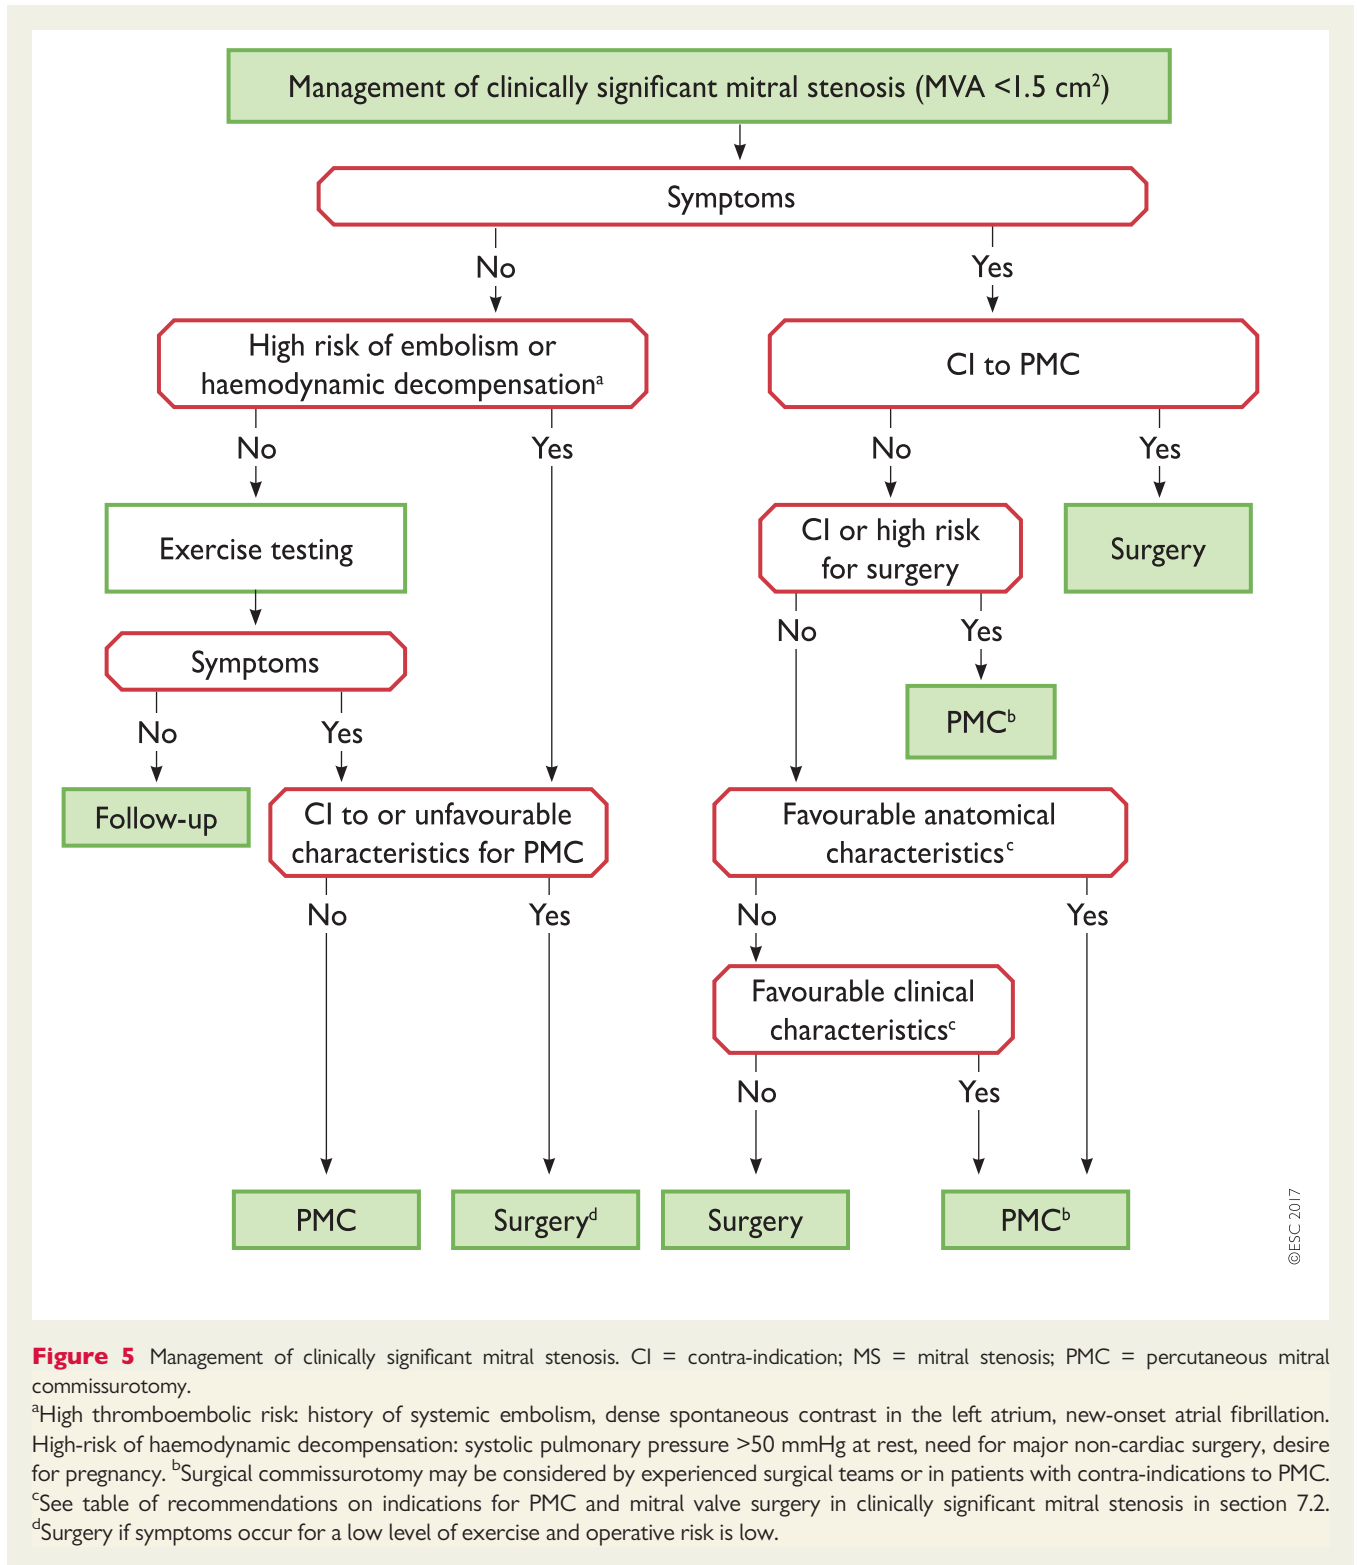 Management of clinically significant mitral stenosis (MVA <1.5 cm²)
Symptoms
No
Yes
High risk of embolism or
haemodynamic decompensationᵃ
CI to PMC
No
Yes
No
Yes
Exercise testing
CI or high risk
for surgery
Surgery
Symptoms
No
Yes
No
Yes
PMCᵇ
Follow-up
CI to or unfavourable
characteristics for PMC
Favourable anatomical
characteristicsᶜ
No
Yes
No
Yes
Favourable clinical
characteristicsᶜ
No
Yes
PMC
Surgeryᵈ
Surgery
PMCᵇ
©ESC 2017
Figure 5 Management of clinically significant mitral stenosis. CI = contra-indication; MS = mitral stenosis; PMC = percutaneous mitral
commissurotomy.
ᵃHigh thromboembolic risk: history of systemic embolism, dense spontaneous contrast in the left atrium, new-onset atrial fibrillation.
High-risk of haemodynamic decompensation: systolic pulmonary pressure >50 mmHg at rest, need for major non-cardiac surgery, desire
for pregnancy. ᵇSurgical commissurotomy may be considered by experienced surgical teams or in patients with contra-indications to PMC.
ᶜSee table of recommendations on indications for PMC and mitral valve surgery in clinically significant mitral stenosis in section 7.2.
ᵈSurgery if symptoms occur for a low level of exercise and operative risk is low.